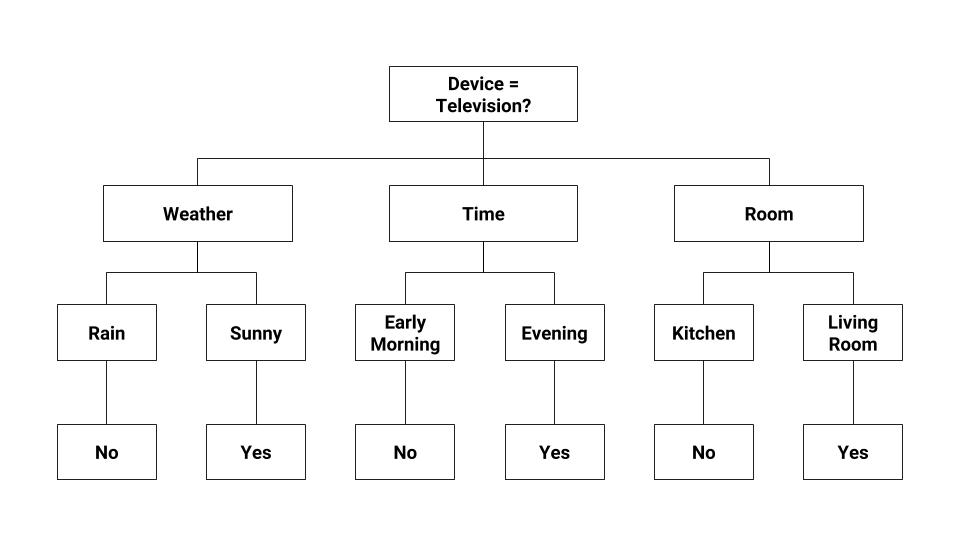 Device =
Television?
Weather
Time
Room
Rain
Sunny
Early
Morning
Evening
Kitchen
Living
Room
No
Yes
No
Yes
No
Yes